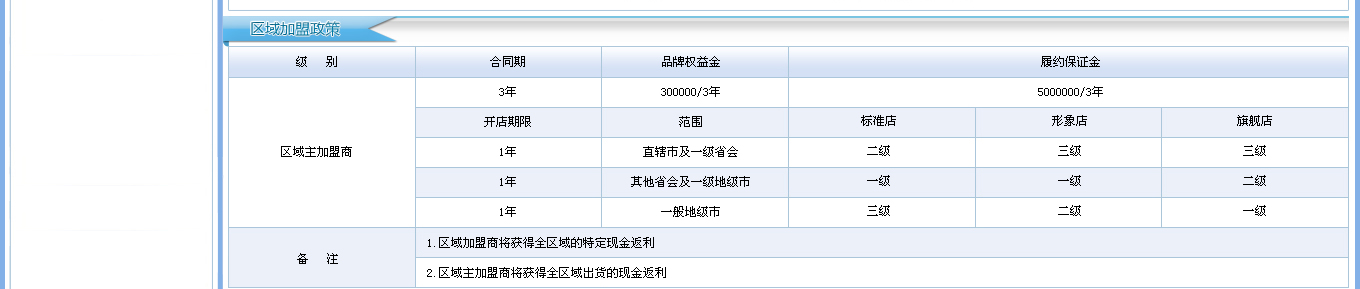 区域加盟政策
级 别 合同期 品牌权益金 履约保证金
3年 300000/3年 5000000/3年
开店期限 范围 标准店 形象店 旗舰店
区域主加盟商
1年 直辖市及一级省会 二级 三级 三级
1年 其他省会及一级地级市 一级 一级 二级
1年 一般地级市 三级 二级 一级
备 注
1.区域加盟商将获得全区域的特定现金返利
2.区域主加盟商将获得全区域出货的现金返利